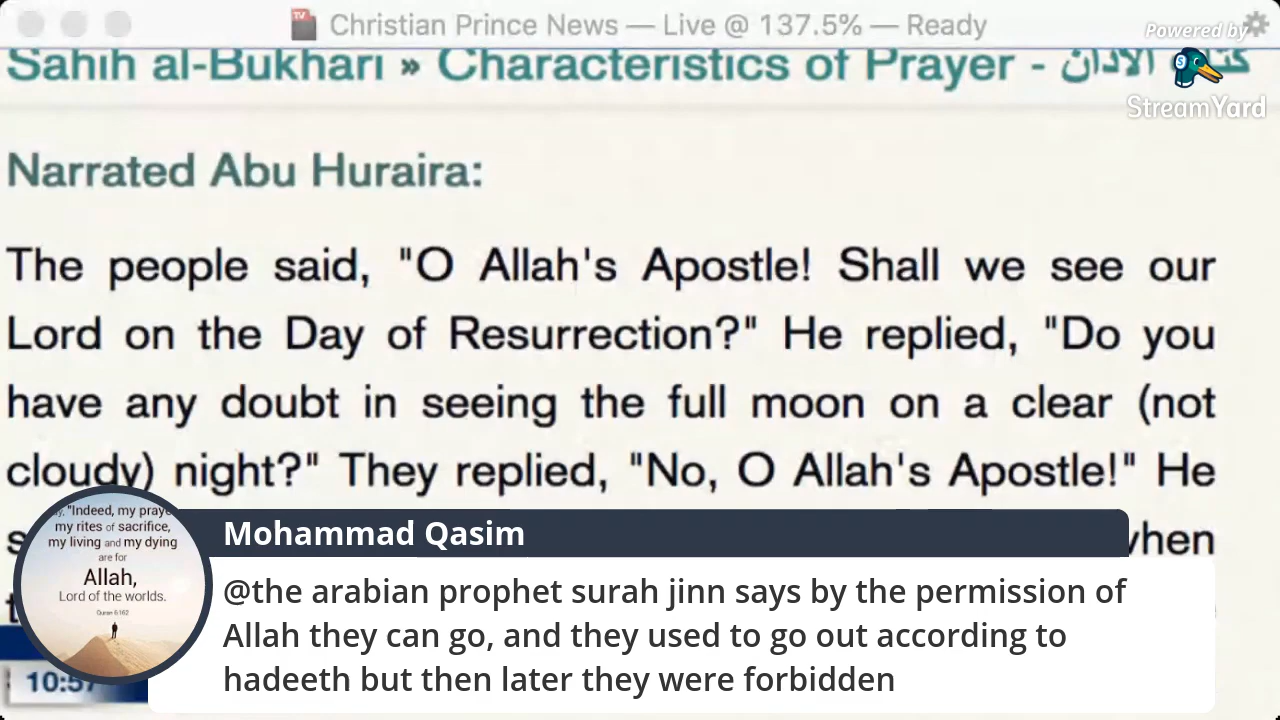 Christian Prince News — Live @ 137.5% — Ready
Powered by
StreamYard
Sahih al-Bukhari » Characteristics of Prayer - كتاب الاذان
Narrated Abu Huraira:
The people said, "O Allah's Apostle! Shall we see our
Lord on the Day of Resurrection?" He replied, "Do you
have any doubt in seeing the full moon on a clear (not
cloudy) night?" They replied, "No, O Allah's Apostle!" He
"Indeed, my prayer,
my rites of sacrifice,
my living and my dying
are for
Allah,
Lord of the worlds.
Quran 6:162
Mohammad Qasim
@the arabian prophet surah jinn says by the permission of
Allah they can go, and they used to go out according to
hadeeth but then later they were forbidden